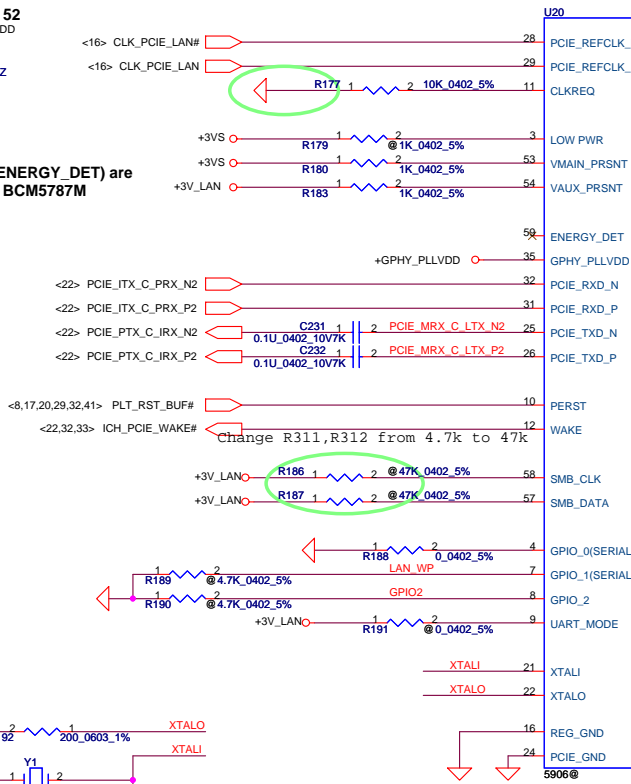 52
DD
U20
<16> CLK_PCIE_LAN# 28 PCIE_REFCLK_
<16> CLK_PCIE_LAN 29 PCIE_REFCLK_
Z
R177 1 2 10K_0402_5% 11 CLKREQ
+3VS R179 1 2 @1K_0402_5% 3 LOW PWR
+3VS R180 1 2 1K_0402_5% 53 VMAIN_PRSNT
ENERGY_DET) are
+3V_LAN R183 1 2 1K_0402_5% 54 VAUX_PRSNT
BCM5787M
59 ENERGY_DET
+GPHY_PLLVDD 35 GPHY_PLLVDD
<22> PCIE_ITX_C_PRX_N2 32 PCIE_RXD_N
<22> PCIE_ITX_C_PRX_P2 31 PCIE_RXD_P
<22> PCIE_PTX_C_IRX_N2 C231 1 2 0.1U_0402_10V7K PCIE_MRX_C_LTX_N2 25 PCIE_TXD_N
<22> PCIE_PTX_C_IRX_P2 C232 1 2 0.1U_0402_10V7K PCIE_MRX_C_LTX_P2 26 PCIE_TXD_P
<8,17,20,29,32,41> PLT_RST_BUF# 10 PERST
<22,32,33> ICH_PCIE_WAKE# 12 WAKE
Change R311,R312 from 4.7k to 47k
+3V_LAN R186 1 2 @47K_0402_5% 58 SMB_CLK
+3V_LAN R187 1 2 @47K_0402_5% 57 SMB_DATA
R188 1 2 0_0402_5% 4 GPIO_0(SERIAL
R189 1 2 @4.7K_0402_5% LAN_WP 7 GPIO_1(SERIAL
R190 1 2 @4.7K_0402_5% GPIO2 8 GPIO_2
+3V_LAN R191 1 2 @0_0402_5% 9 UART_MODE
XTALI 21 XTALI
XTALO 22 XTALO
92 2 1 200_0603_1% XTALO
16 REG_GND
XTALI
24 PCIE_GND
1 Y1 2
5906@